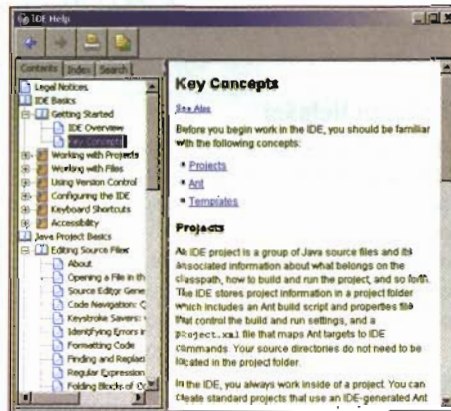 IDE Help
Contents Index Search
Legal Notices
IDE Basics
Getting Started
IDE Overview
Key Concepts
Working with Projects
Working with Files
Using Version Control
Configuring the IDE
Keyboard Shortcuts
Accessibility
Java Project Basics
Editing Source Files
About
Opening a File in th
Source Editor Gene
Code Navigation: Q
Keystroke Savers:
Identifying Errors i
Formatting Code
Finding and Replac
Regular Expression
Folding Blocks of Co
Key Concepts
See Also
Before you begin work in the IDE, you should be familiar
with the following concepts:
Projects
Ant
Templates
Projects
An IDE project is a group of Java source files and its
associated information about what belongs on the
classpath, how to build and run the project, and so forth.
The IDE stores project information in a project folder
which includes an Ant build script and properties file
that control the build and run settings, and a
project.xml file that maps Ant targets to IDE
commands. Your source directories do not need to be
located in the project folder.
In the IDE, you always work inside of a project. You can
create standard projects that use an IDE-generated Ant